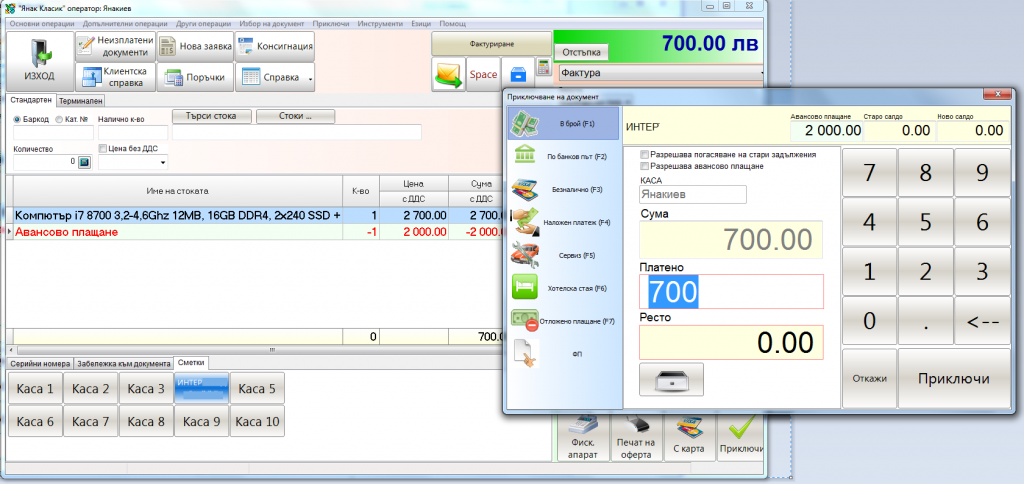 "Янак Класик" оператор: Янакиев
Основни операции Допълнителни операции Други операции Избор на документ Приключи Инструменти Езици Помощ
ИЗХОД
Неизплатени документи
Нова заявка
Консигнация
Клиентска справка
Поръчки
Справка
Фактуриране
Space
Отстъпка
700.00 лв
Фактура
Стандартен Терминален
Баркод Кат. № Налично к-во
Търси стока Стоки ...
Количество Цена без ДДС
0
Име на стоката К-во Цена Сума
с ДДС с ДДС
Компютър i7 8700 3,2-4,6Ghz 12MB, 16GB DDR4, 2x240 SSD + 1 2 700.00 2 700.
Авансово плащане -1 2 000.00 -2 000.
0 700.
Серийни номера Забележка към документа Сметки
Каса 1 Каса 2 Каса 3 ИНТЕР Каса 5
Каса 6 Каса 7 Каса 8 Каса 9 Каса 10
Фиск. апарат
Печат на оферта
С карта
Приключи
Приключване на документ
В брой (F1)
По банков път (F2)
Безналично (F3)
Наложен платеж (F4)
Сервиз (F5)
Хотелска стая (F6)
Отложено плащане (F7)
ФП
ИНТЕР
Авансово плащане Старо салдо Ново салдо
2 000.00 0.00 0.00
Разрешава погасяване на стари задължения
Разрешава авансово плащане
КАСА
Янакиев
Сума
700.00
Платено
700
Ресто
0.00
7 8 9
4 5 6
1 2 3
0 . <--
Откажи Приключи